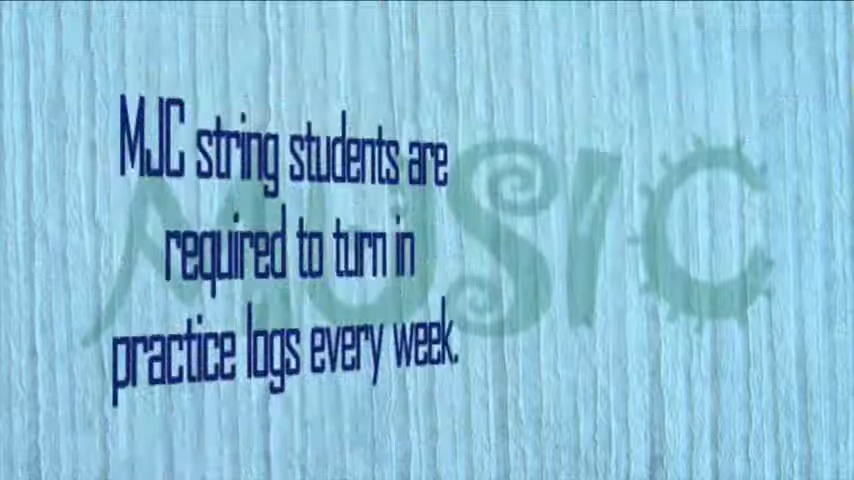 MJC string students are
required to turn in
practice logs every week.
MUSIC